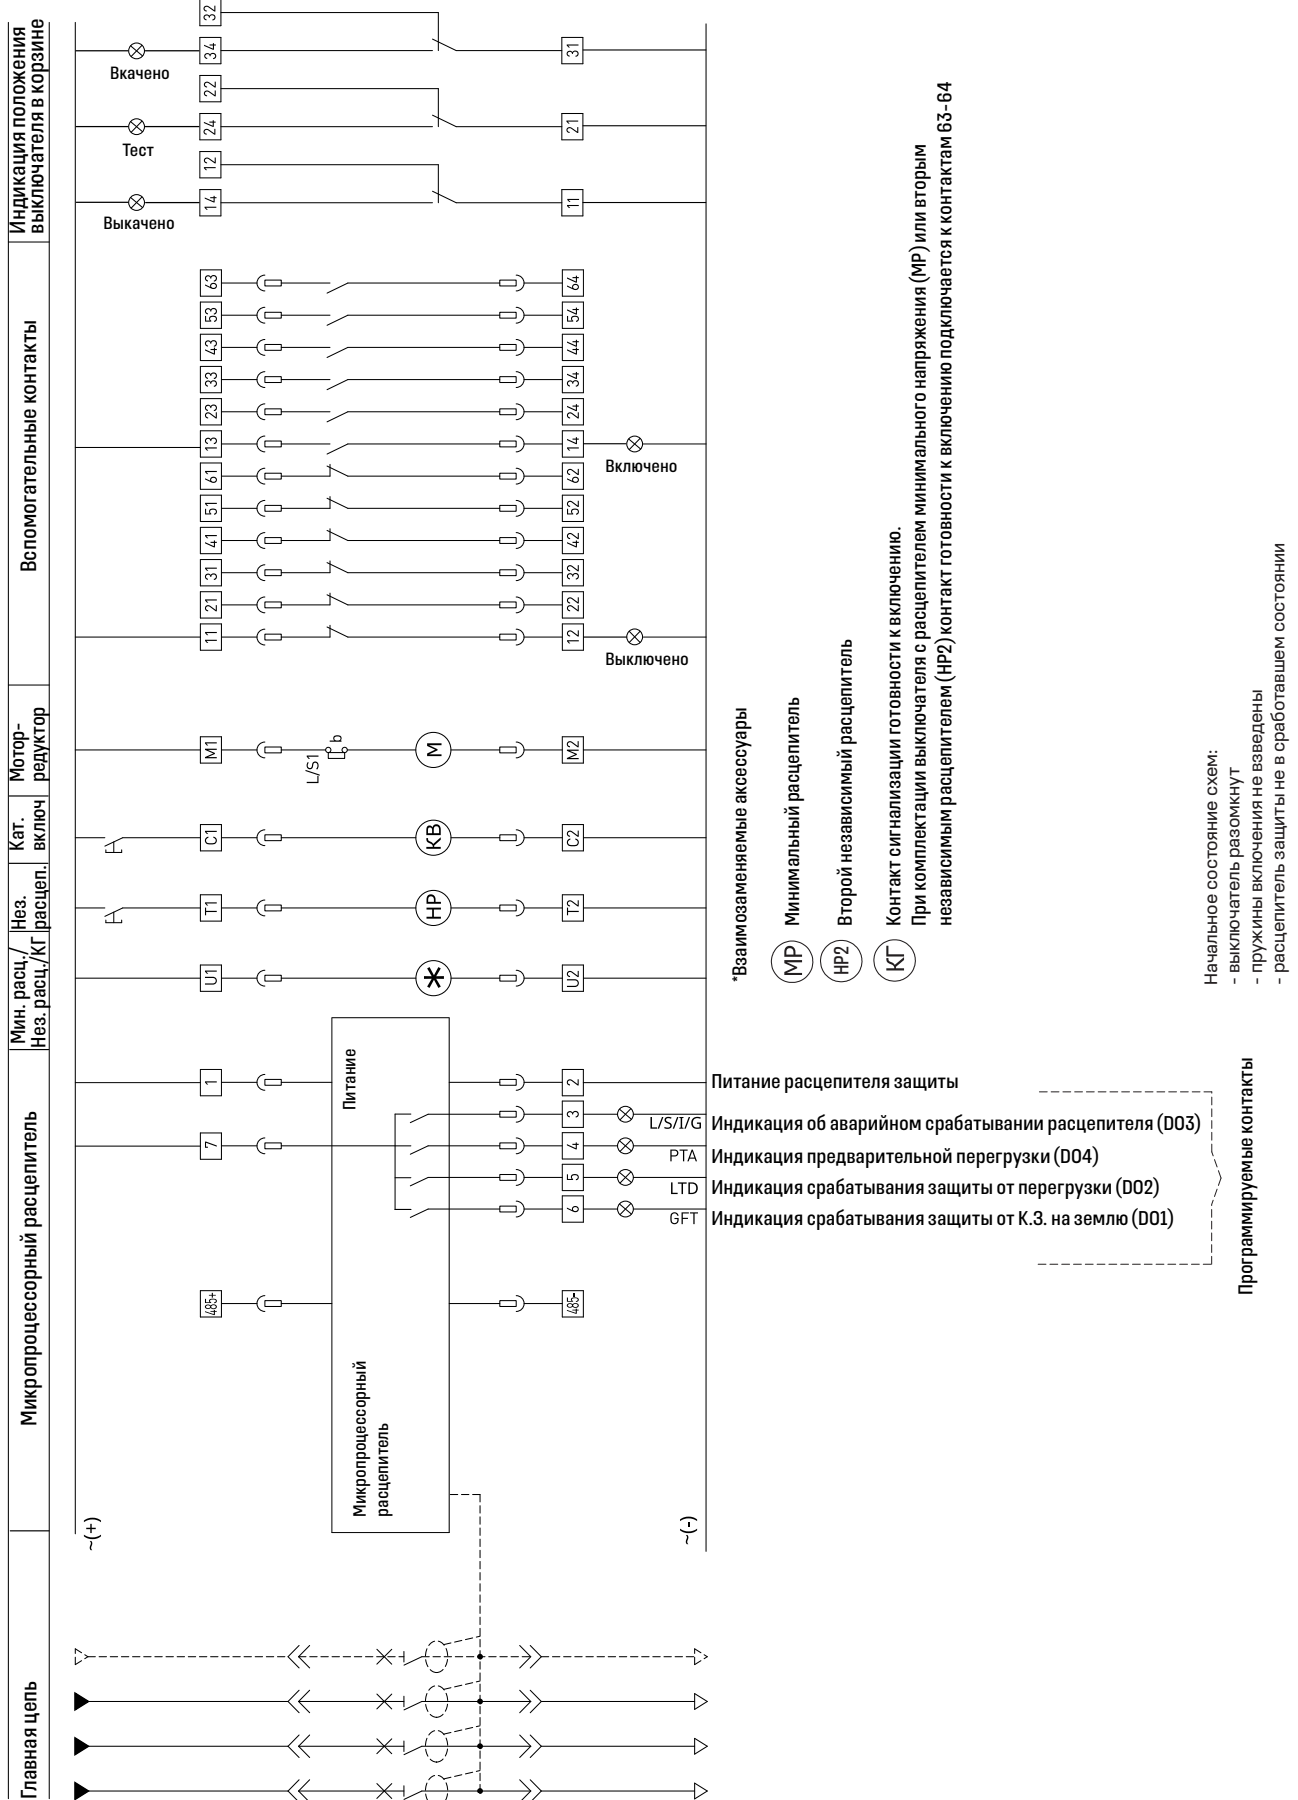 Главная цепь
Микропроцессорный расцепитель
Мин. расц./
Нез. расц./КГ
Нез.
расцеп.
Кат.
включ
Мотор-
редуктор
Вспомогательные контакты
Индикация положения
выключателя в корзине
~(+)
~(-)
Микропроцессорный
расцепитель
Питание
485+
485-
7
1
6
5
4
3
2
GFT
LTD
PTA
L/S/I/G
Питание расцепителя защиты
Индикация об аварийном срабатывании расцепителя (DO3)
Индикация предварительной перегрузки (DO4)
Индикация срабатывания защиты от перегрузки (DO2)
Индикация срабатывания защиты от К.З. на землю (DO1)
Программируемые контакты
U1
U2
T1
НР
T2
C1
КВ
C2
M1
L/S1
b
M
M2
11
21
31
41
51
61
13
23
33
43
53
63
12
22
32
42
52
62
14
24
34
44
54
64
Выключено
Включено
14
12
24
22
34
32
Выкачено
Тест
Вкачено
11
21
31
*Взаимозаменяемые аксессуары
МР Минимальный расцепитель
НР2 Второй независимый расцепитель
КГ Контакт сигнализации готовности к включению.
При комплектации выключателя с расцепителем минимального напряжения (МР) или вторым
независимым расцепителем (НР2) контакт готовности к включению подключается к контактам 63-64
Начальное состояние схем:
- выключатель разомкнут
- пружины включения не взведены
- расцепитель защиты не в сработавшем состоянии